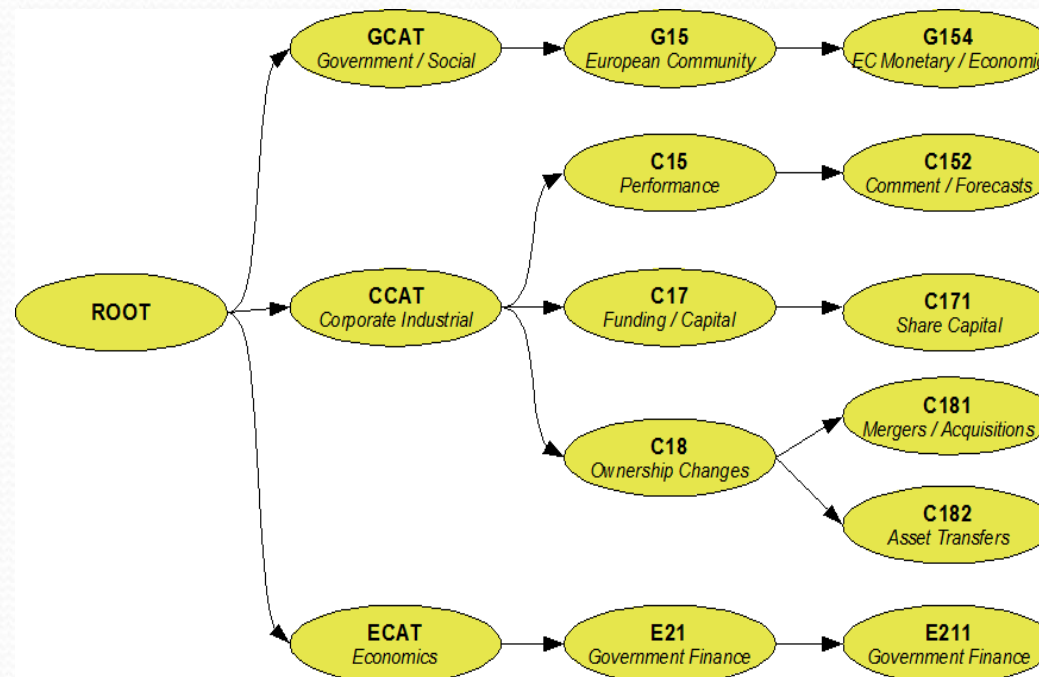 GCAT
Government / Social
G15
European Community
G154
EC Monetary / Economic
C15
Performance
C152
Comment / Forecasts
ROOT
CCAT
Corporate Industrial
C17
Funding / Capital
C171
Share Capital
C18
Ownership Changes
C181
Mergers / Acquisitions
C182
Asset Transfers
ECAT
Economics
E21
Government Finance
E211
Government Finance